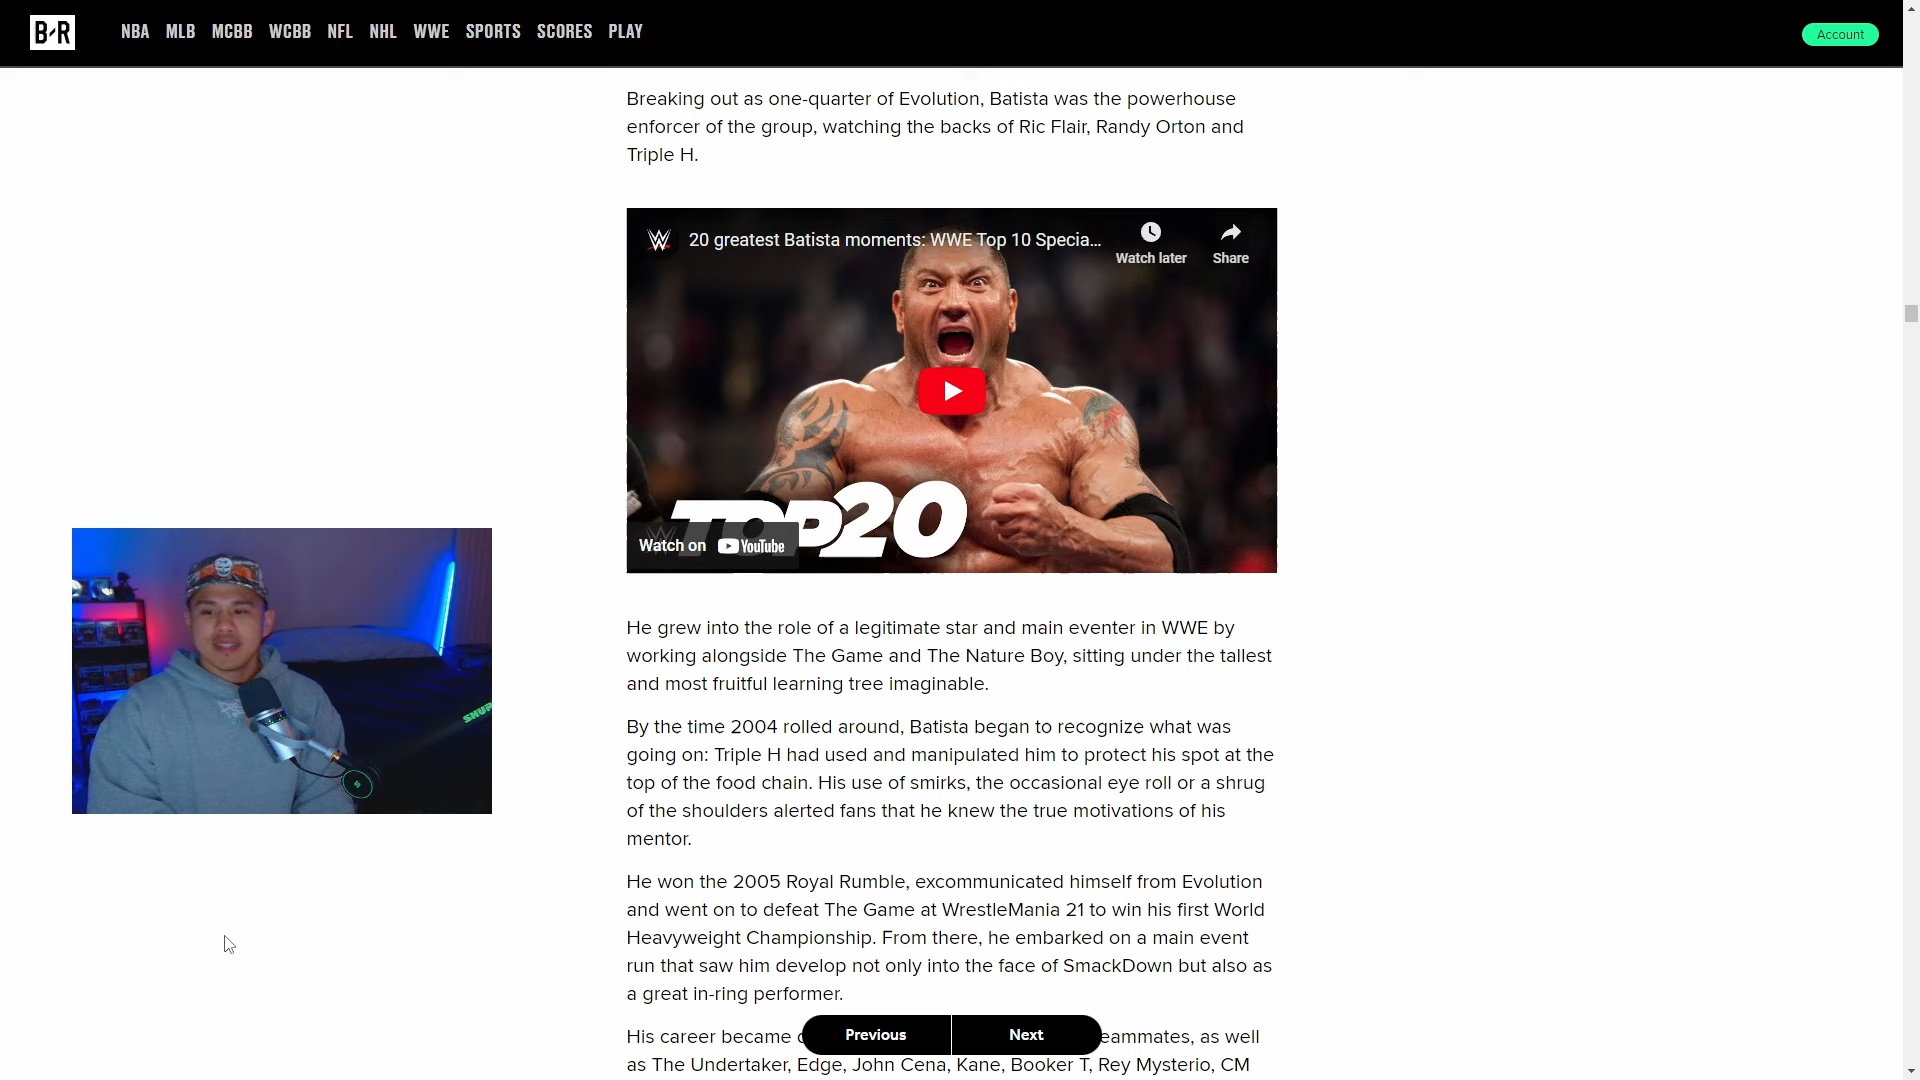 B/R NBA MLB MCBB WCBB NFL NHL WWE SPORTS SCORES PLAY Account
Breaking out as one-quarter of Evolution, Batista was the powerhouse
enforcer of the group, watching the backs of Ric Flair, Randy Orton and
Triple H.
20 greatest Batista moments: WWE Top 10 Specia...
Watch later
Share
TOP20
Watch on YouTube
SHURE
He grew into the role of a legitimate star and main eventer in WWE by
working alongside The Game and The Nature Boy, sitting under the tallest
and most fruitful learning tree imaginable.
By the time 2004 rolled around, Batista began to recognize what was
going on: Triple H had used and manipulated him to protect his spot at the
top of the food chain. His use of smirks, the occasional eye roll or a shrug
of the shoulders alerted fans that he knew the true motivations of his
mentor.
He won the 2005 Royal Rumble, excommunicated himself from Evolution
and went on to defeat The Game at WrestleMania 21 to win his first World
Heavyweight Championship. From there, he embarked on a main event
run that saw him develop not only into the face of SmackDown but also as
a great in-ring performer.
Previous
Next
His career became eammates, as well
as The Undertaker, Edge, John Cena, Kane, Booker T, Rey Mysterio, CM